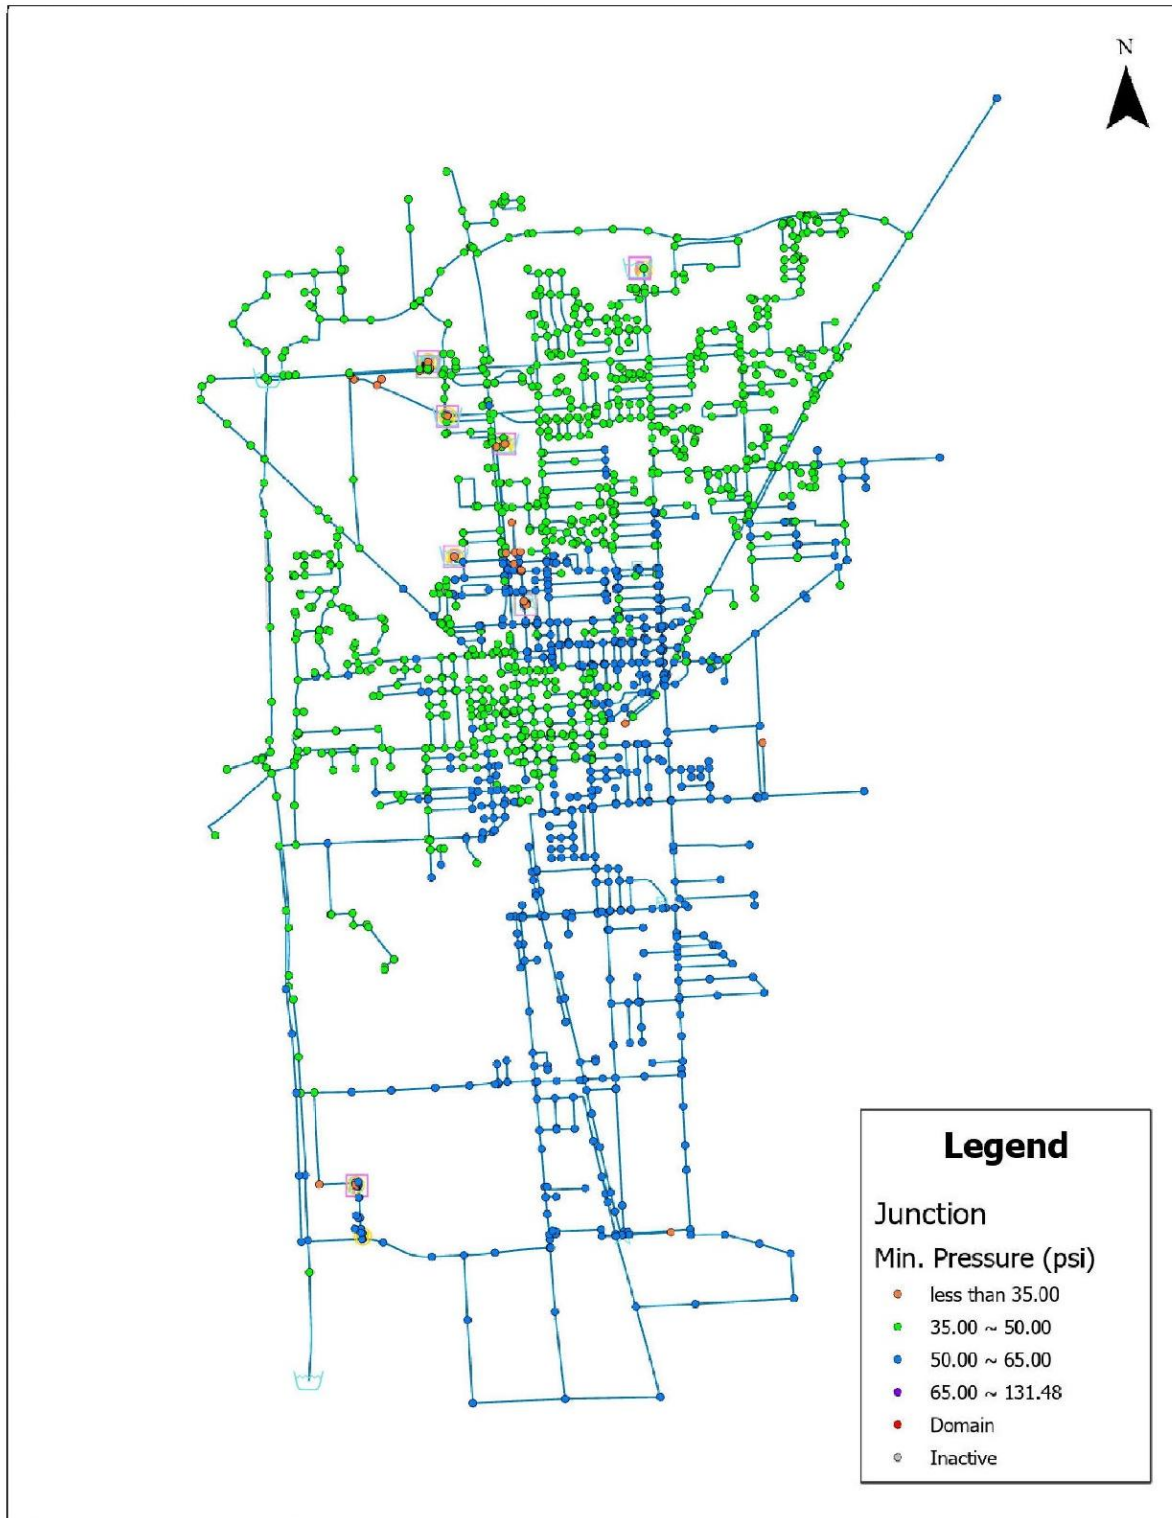 N
Legend
Junction
Min. Pressure (psi)
less than 35.00
35.00 ~ 50.00
50.00 ~ 65.00
65.00 ~ 131.48
Domain
Inactive